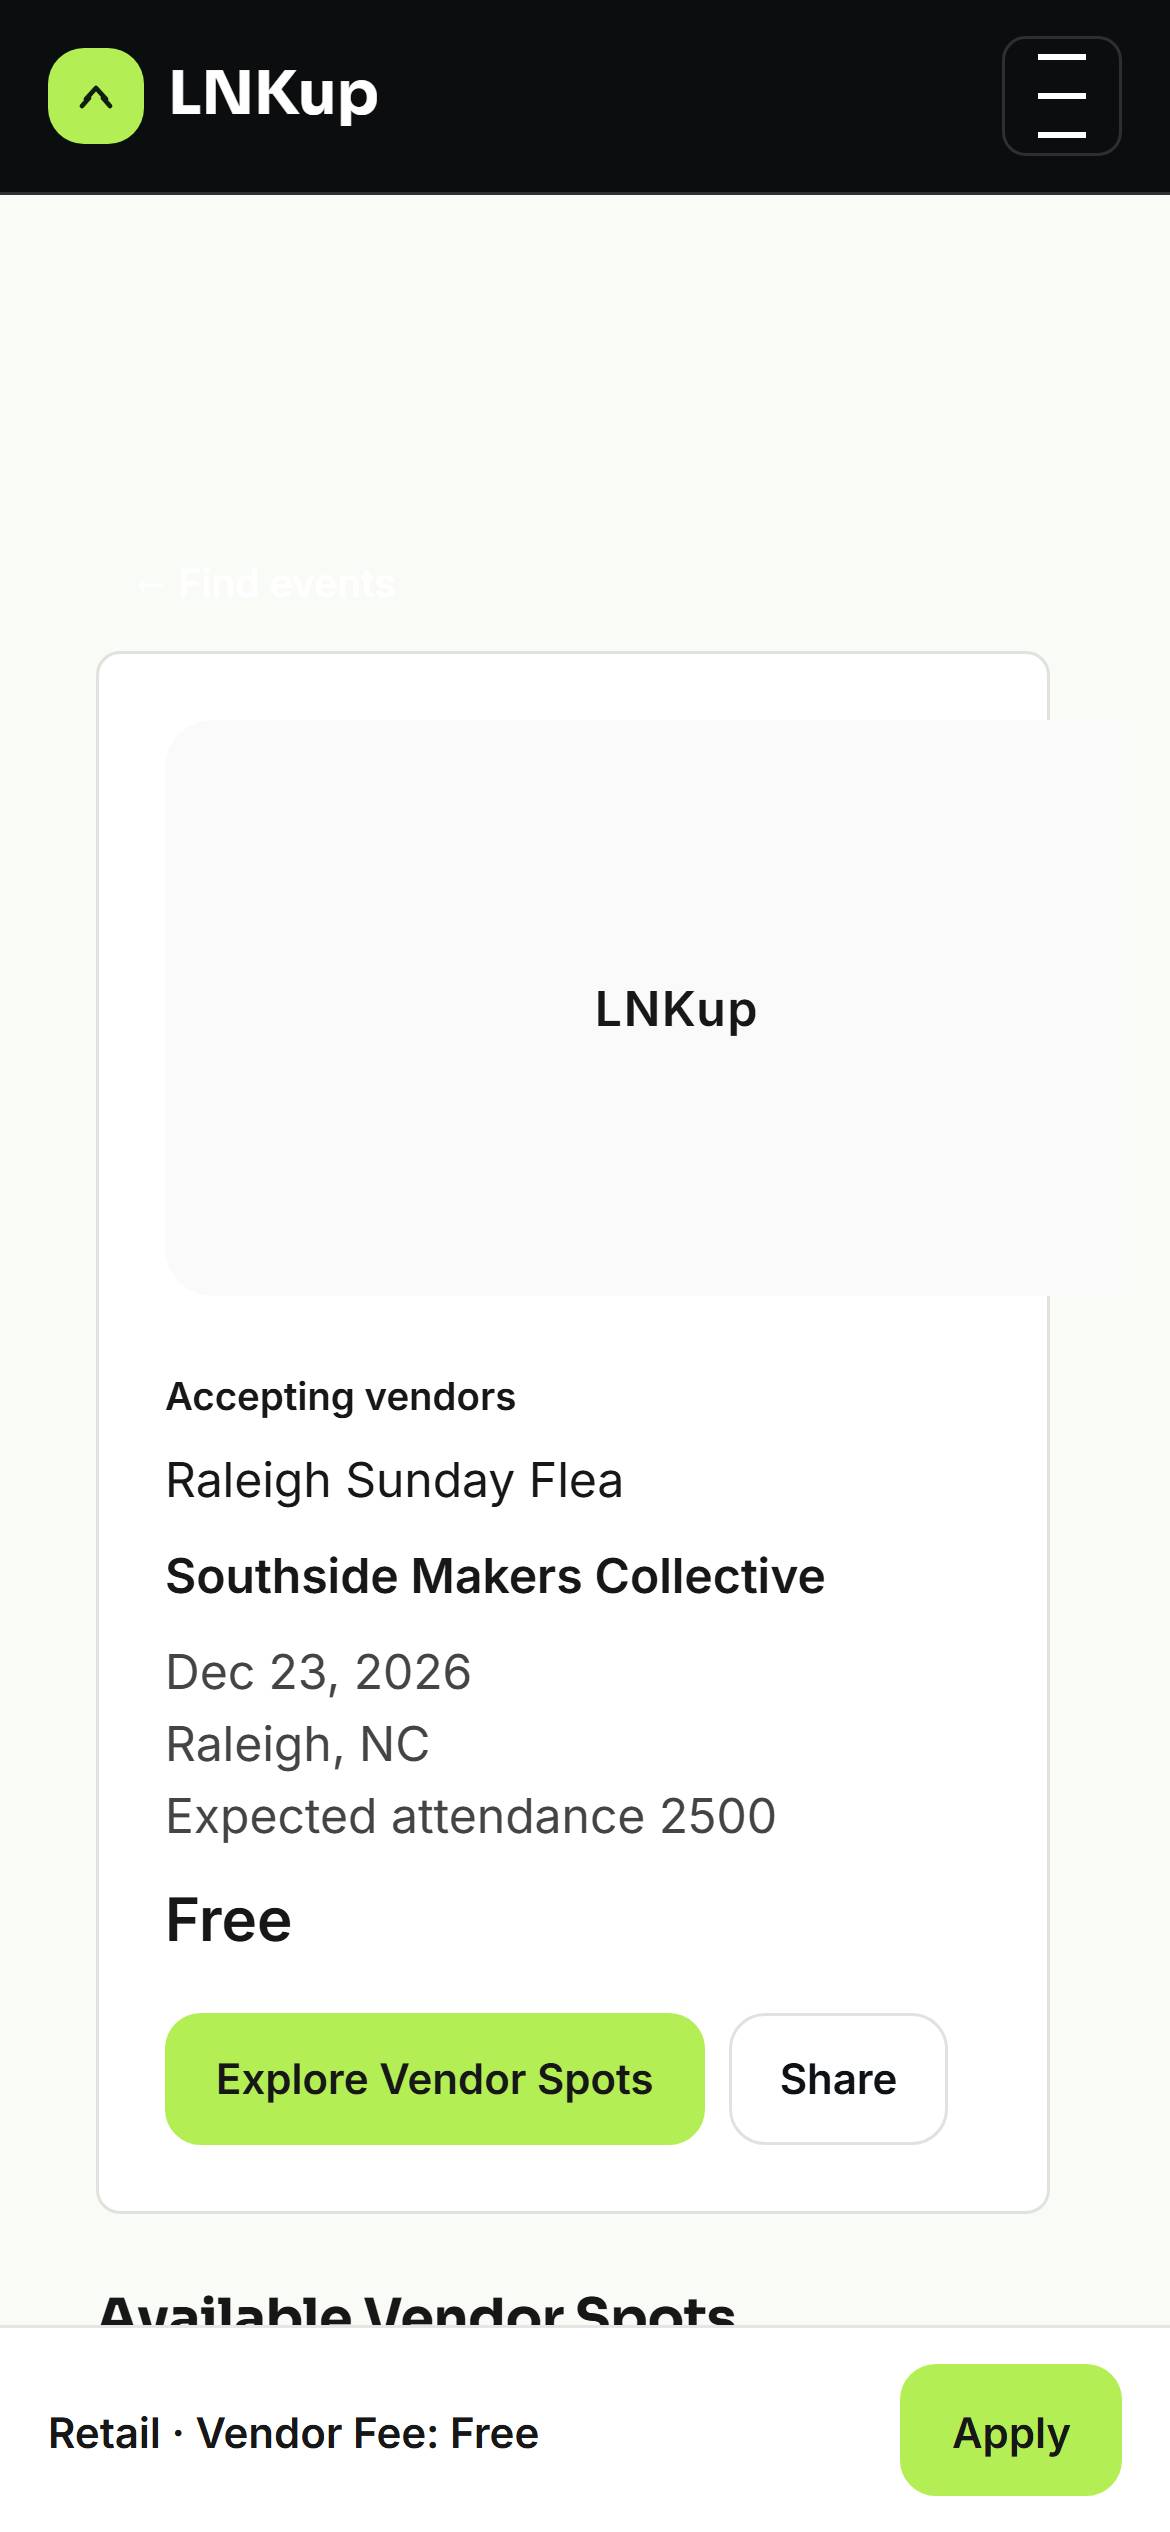 LNKup
← Find events
LNKup
Accepting vendors
Raleigh Sunday Flea
Southside Makers Collective
Dec 23, 2026
Raleigh, NC
Expected attendance 2500
Free
Explore Vendor Spots
Share
Available Vendor Spots
Retail · Vendor Fee: Free
Apply